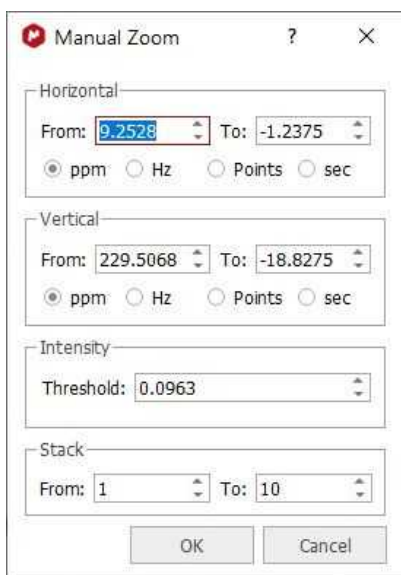 Manual Zoom ? ×
Horizontal
From: 9.2528 To: -1.2375
ppm Hz Points sec
Vertical
From: 229.5068 To: -18.8275
ppm Hz Points sec
Intensity
Threshold: 0.0963
Stack
From: 1 To: 10
OK Cancel